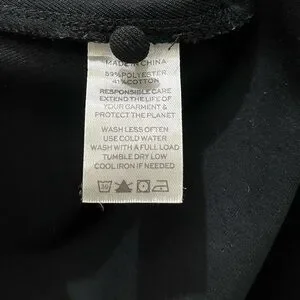 MADE IN CHINA
59% POLYESTER
41% COTTON
RESPONSIBLE CARE
EXTEND THE LIFE OF
YOUR GARMENT &
PROTECT THE PLANET
WASH LESS OFTEN
USE COLD WATER
WASH WITH A FULL LOAD
TUMBLE DRY LOW
COOL IRON IF NEEDED
30